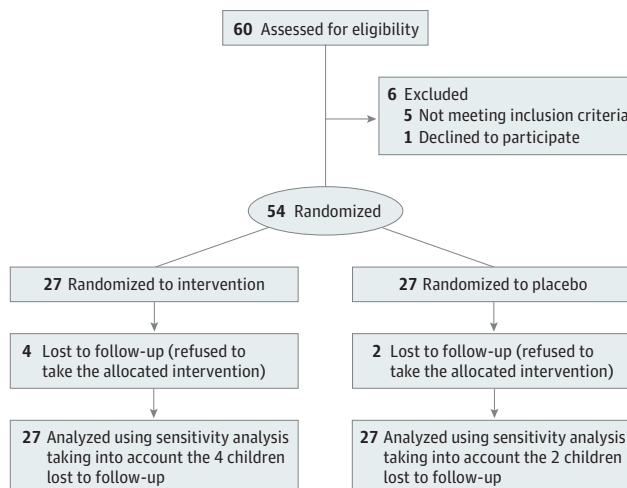 60 Assessed for eligibility
6 Excluded
5 Not meeting inclusion criteria
1 Declined to participate
54 Randomized
27 Randomized to intervention
27 Randomized to placebo
4 Lost to follow-up (refused to
take the allocated intervention)
2 Lost to follow-up (refused to
take the allocated intervention)
27 Analyzed using sensitivity analysis
taking into account the 4 children
lost to follow-up
27 Analyzed using sensitivity analysis
taking into account the 2 children
lost to follow-up